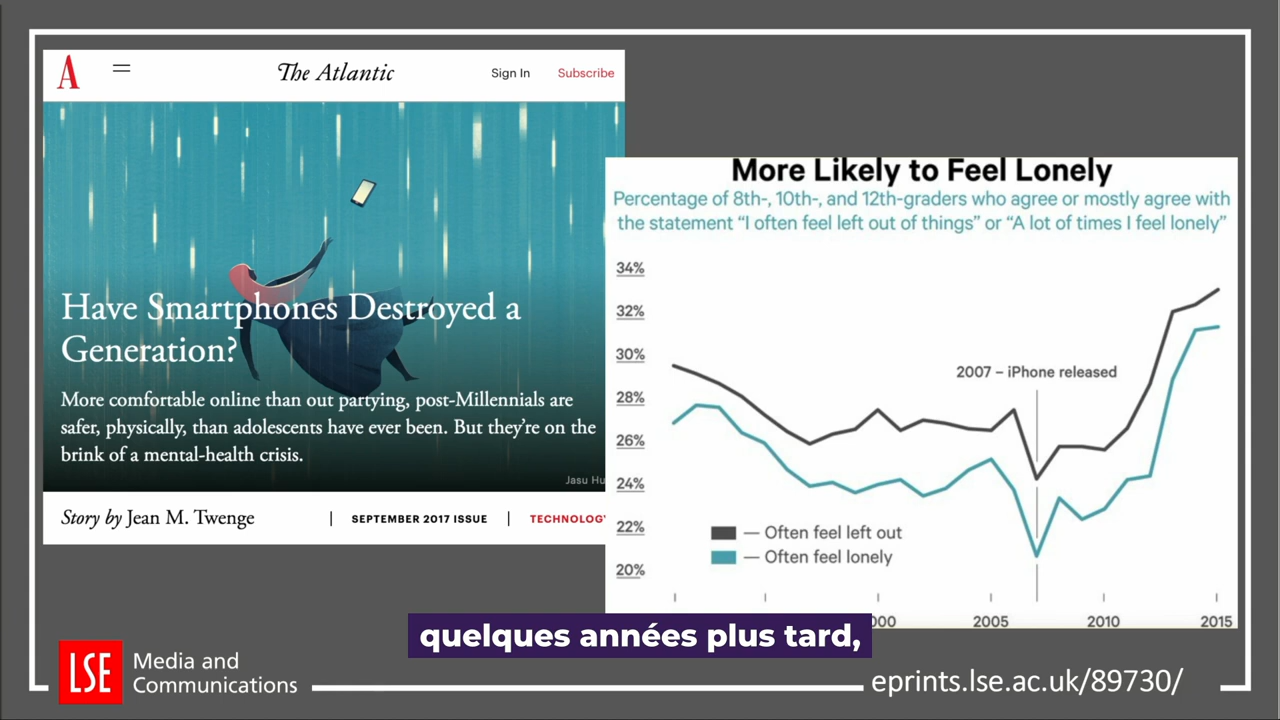 A
The Atlantic
Sign In
Subscribe
Have Smartphones Destroyed a
Generation?
More comfortable online than out partying, post-Millennials are
safer, physically, than adolescents have ever been. But they're on the
brink of a mental-health crisis.
Jasu Hu
Story by Jean M. Twenge
| SEPTEMBER 2017 ISSUE |
TECHNOLOGY
More Likely to Feel Lonely
Percentage of 8th-, 10th-, and 12th-graders who agree or mostly agree with
the statement “I often feel left out of things” or “A lot of times I feel lonely”
34%
32%
30%
2007 – iPhone released
28%
26%
24%
22%
20%
— Often feel left out
— Often feel lonely
000
2005
2010
2015
quelques années plus tard,
LSE
Media and
Communications
eprints.lse.ac.uk/89730/